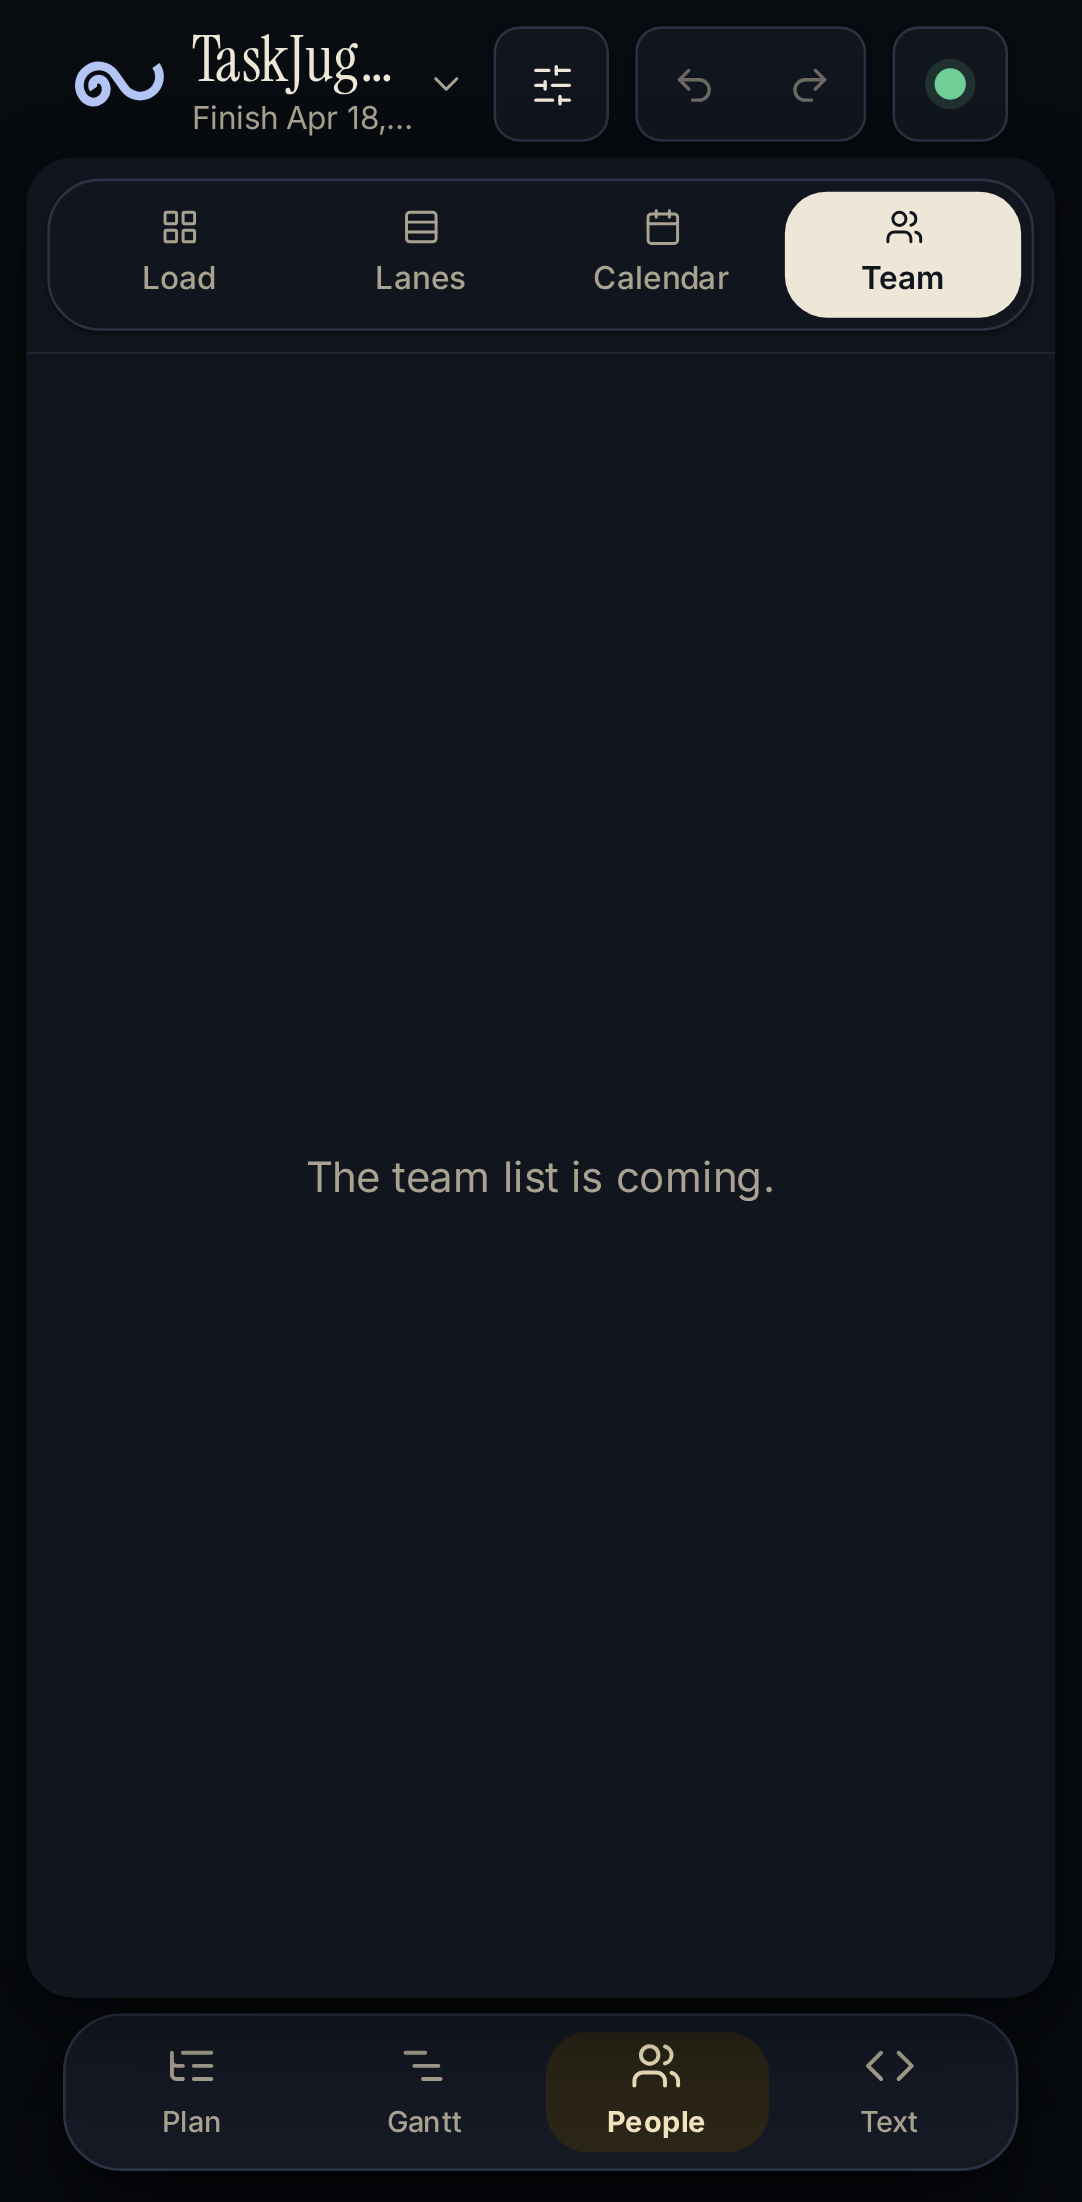 TaskJug...
Finish Apr 18,...
Load
Lanes
Calendar
Team
The team list is coming.
Plan
Gantt
People
Text